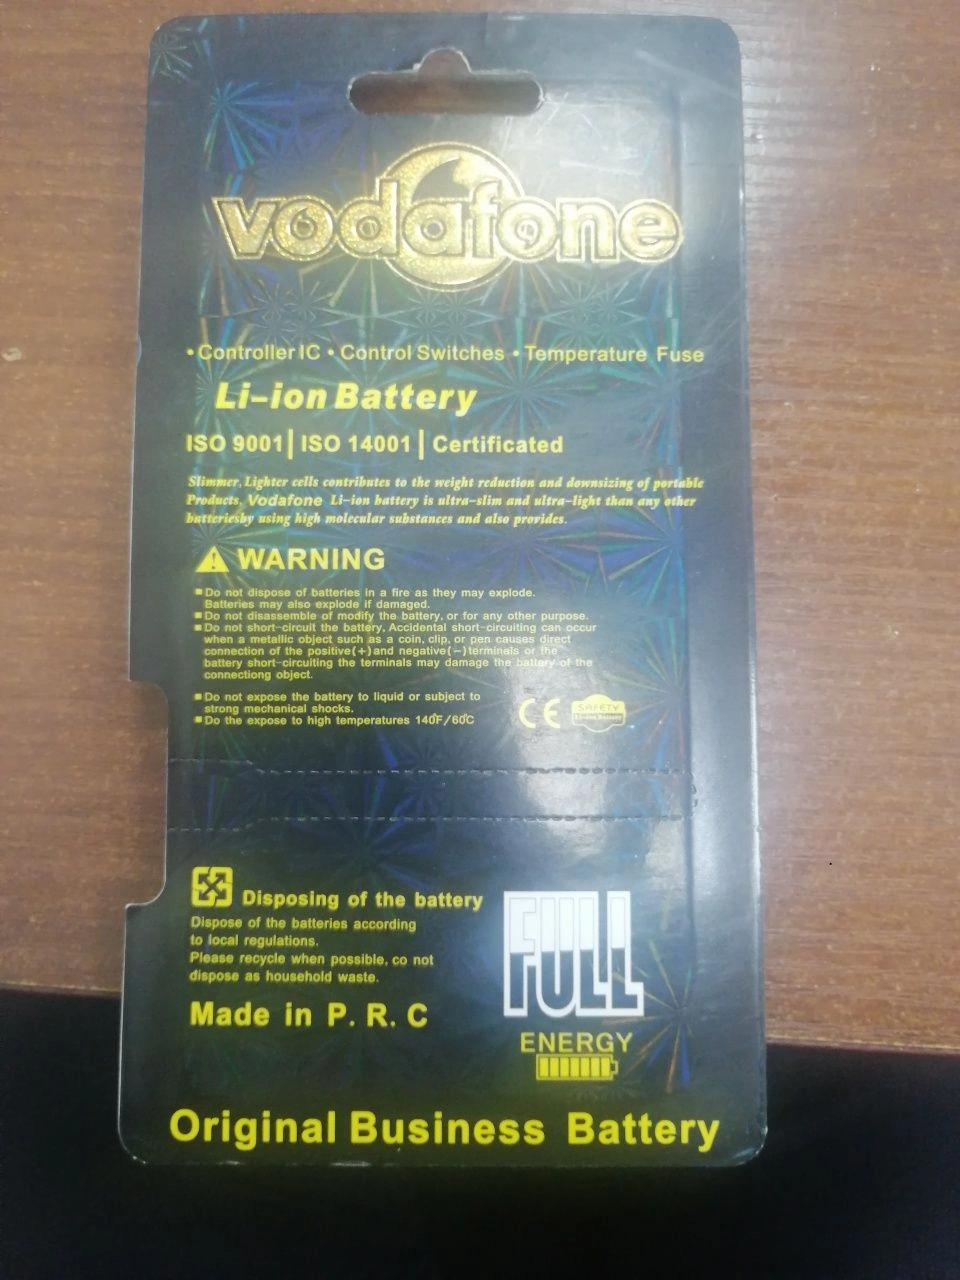 vodafone
•Controller IC • Control Switches • Temperature Fuse
Li-ion Battery
ISO 9001| ISO 14001| Certificated
Slimmer, Lighter cells contributes to the weight reduction and downsizing of portable
Products, Vodafone Li-ion battery is ultra-slim and ultra-light than any other
batteriesby using high molecular substances and also provides.
WARNING
■Do not dispose of batteries in a fire as they may explode.
Batteries may also explode if damaged.
■Do not disassemble of modify the battery, or for any other purpose.
■Do not short-circuit the battery, Accidental short-circuiting can occur
when a metallic object such as a coin, clip, or pen causes direct
connection of the positive(+)and negative(-)terminals or the
battery short-circuiting the terminals may damage the battery of the
connectiong object.
■Do not expose the battery to liquid or subject to
strong mechanical shocks.
■Do the expose to high temperatures 140°F/60°C
CE SAFETY
Li-ion Battery
Disposing of the battery
Dispose of the batteries according
to local regulations.
Please recycle when possible, co not
dispose as household waste.
Made in P. R. C
FULL
ENERGY
Original Business Battery